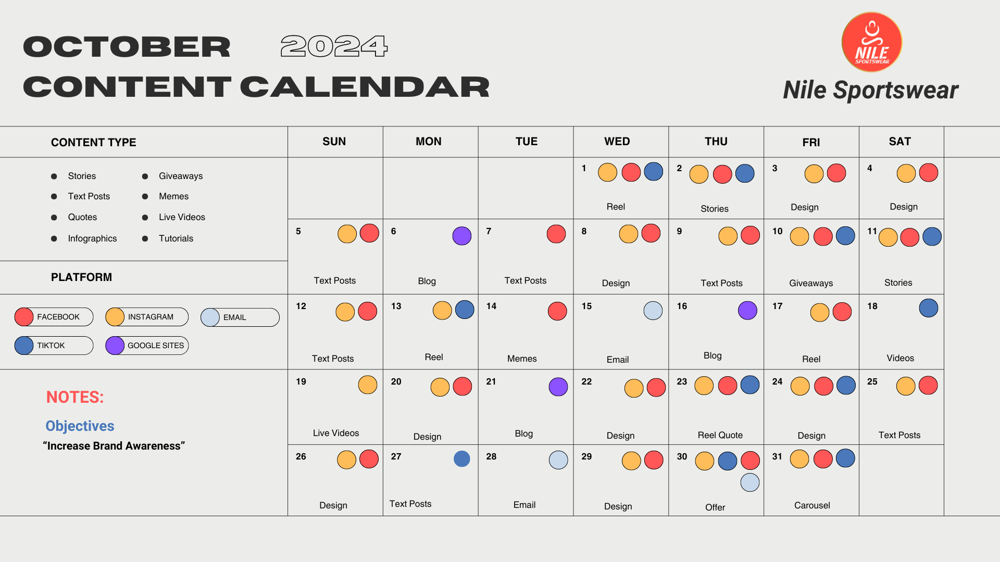 OCTOBER 2024
CONTENT CALENDAR
NILE
SPORTSWEAR
Nile Sportswear
CONTENT TYPE
Stories
Giveaways
Text Posts
Memes
Quotes
Live Videos
Infographics
Tutorials
PLATFORM
FACEBOOK
INSTAGRAM
EMAIL
TIKTOK
GOOGLE SITES
NOTES:
Objectives
“Increase Brand Awareness”
SUN MON TUE WED THU FRI SAT
1 2 3 4
Reel Stories Design Design
5 6 7 8 9 10 11
Text Posts Blog Text Posts Design Text Posts Giveaways Stories
12 13 14 15 16 17 18
Text Posts Reel Memes Email Blog Reel Videos
19 20 21 22 23 24 25
Live Videos Design Blog Design Reel Quote Design Text Posts
26 27 28 29 30 31
Design Text Posts Email Design Offer Carousel